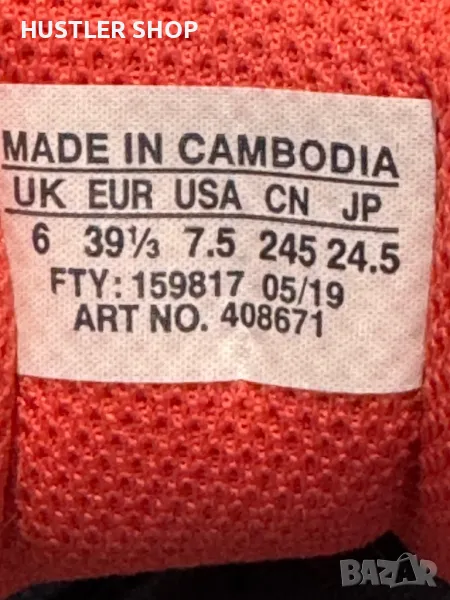 HUSTLER SHOP
MADE IN CAMBODIA
UK EUR USA CN JP
6 39⅓ 7.5 245 24.5
FTY: 159817 05/19
ART NO. 408671
BAZAR